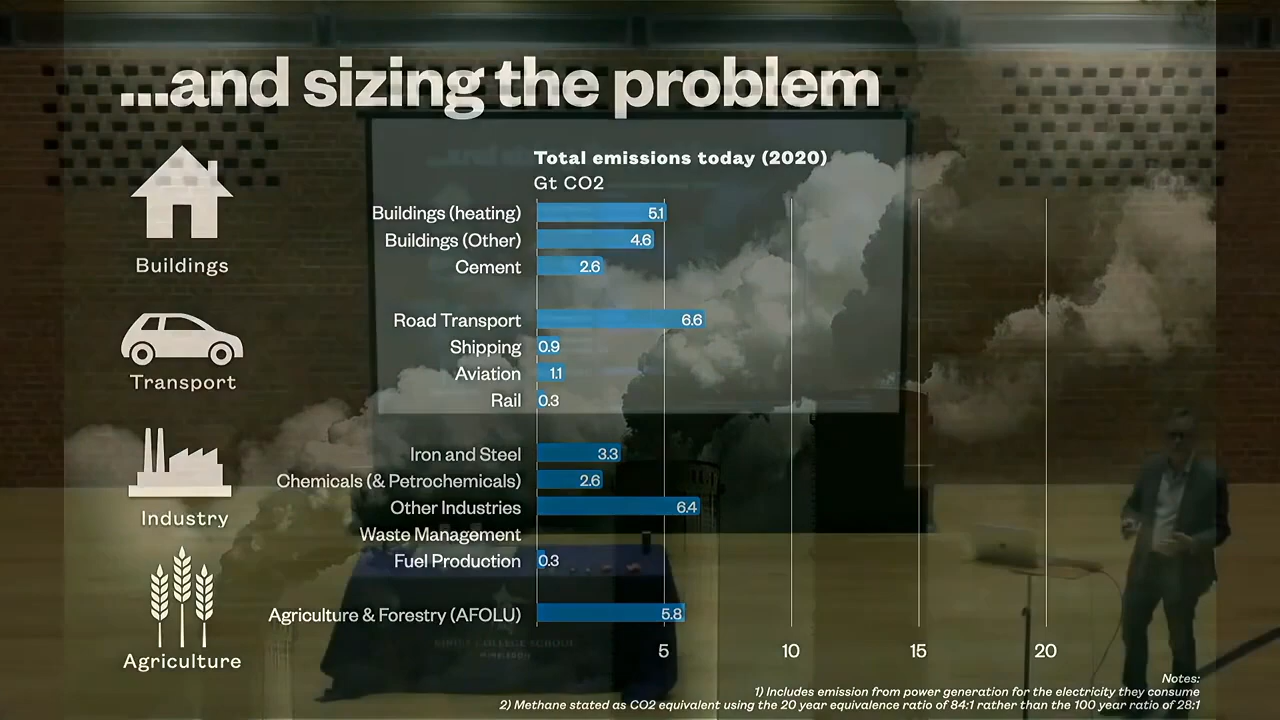 ...and sizing the problem
Total emissions today (2020)
Gt CO2
Buildings
Buildings (heating) 5.1
Buildings (Other) 4.6
Cement 2.6
Transport
Road Transport 6.6
Shipping 0.9
Aviation 1.1
Rail 0.3
Industry
Iron and Steel 3.3
Chemicals (& Petrochemicals) 2.6
Other Industries 6.4
Waste Management
Fuel Production 0.3
Agriculture
Agriculture & Forestry (AFOLU) 5.8
5 10 15 20
KING'S COLLEGE SCHOOL
WIMBLEDON
Notes:
1) Includes emission from power generation for the electricity they consume
2) Methane stated as CO2 equivalent using the 20 year equivalence ratio of 84:1 rather than the 100 year ratio of 28:1